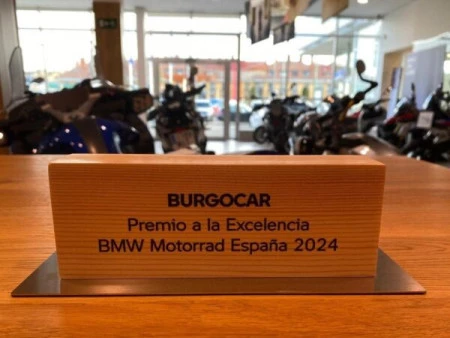 BURGOCAR
Premio a la Excelencia
BMW Motorrad España 2024